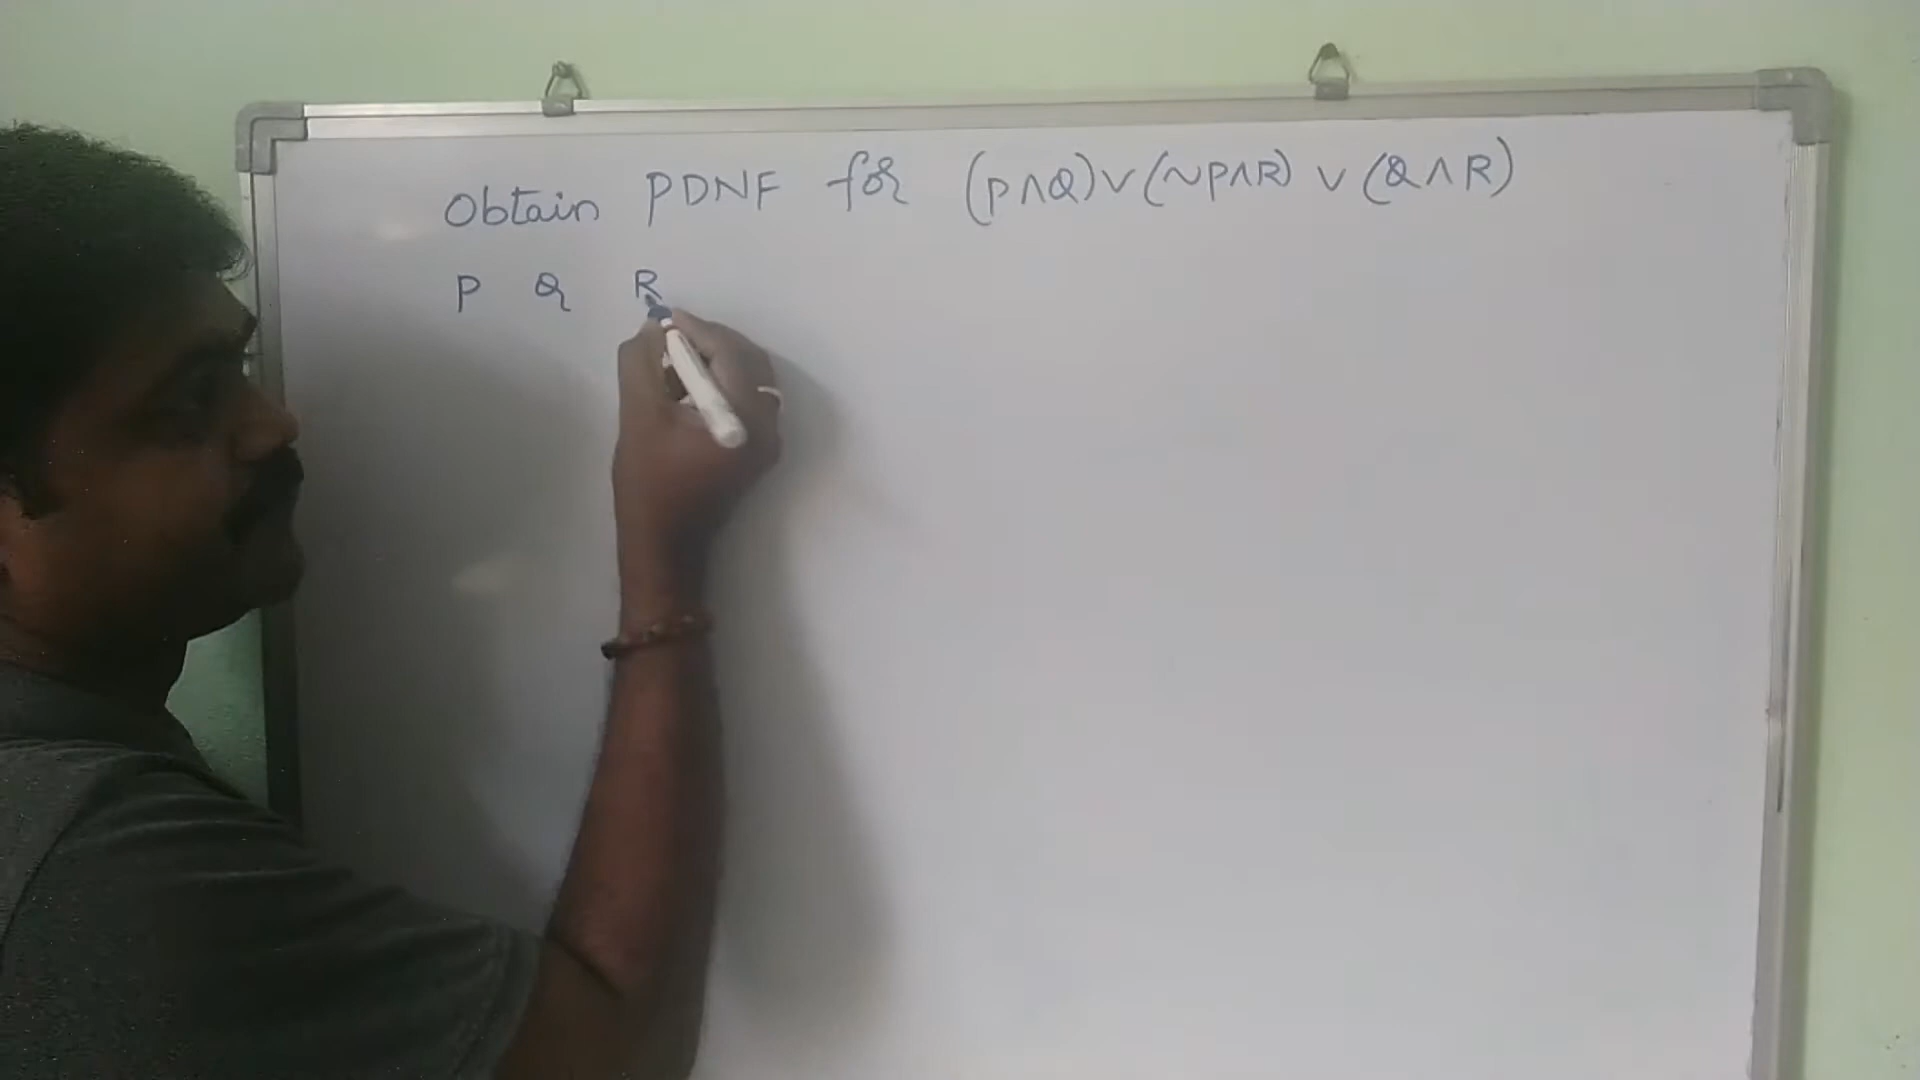 Obtain PDNF for (P∧Q)∨(~P∧R) ∨ (Q∧R)
P Q R